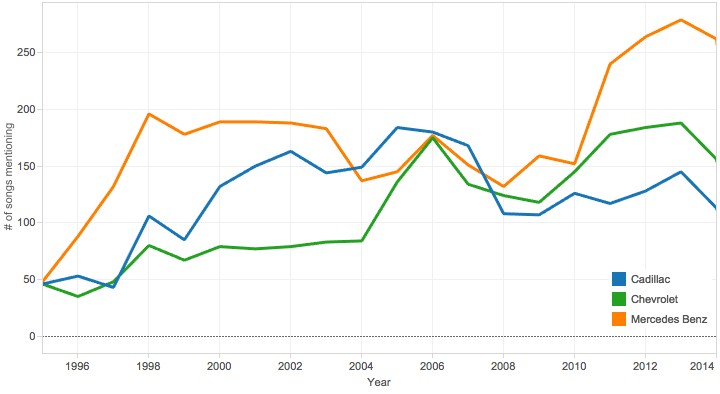 # of songs mentioning
250
200
150
100
50
0
Cadillac
Chevrolet
Mercedes Benz
1996 1998 2000 2002 2004 2006 2008 2010 2012 2014
Year